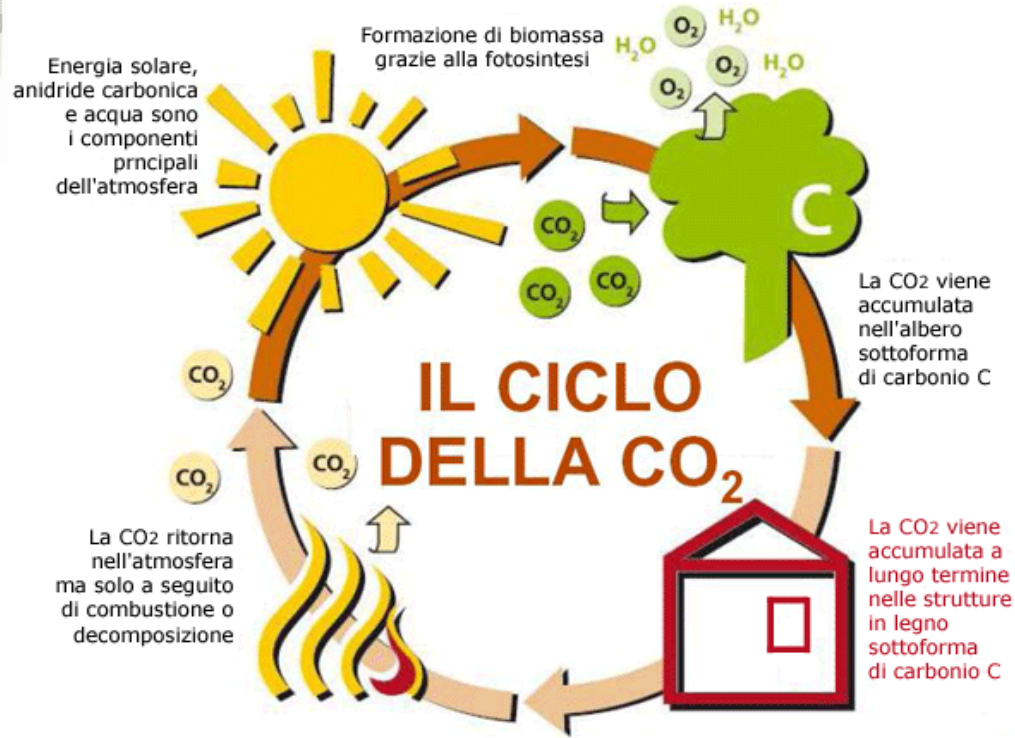 Energia solare,
anidride carbonica
e acqua sono
i componenti
prncipali
dell'atmosfera
Formazione di biomassa
grazie alla fotosintesi
H₂O
O₂
H₂O
O₂
H₂O
O₂
C
CO₂
CO₂
CO₂
La CO2 viene
accumulata
nell'albero
sottoforma
di carbonio C
IL CICLO
DELLA CO₂
CO₂
CO₂
CO₂
La CO2 viene
accumulata a
lungo termine
nelle strutture
in legno
sottoforma
di carbonio C
La CO2 ritorna
nell'atmosfera
ma solo a seguito
di combustione o
decomposizione